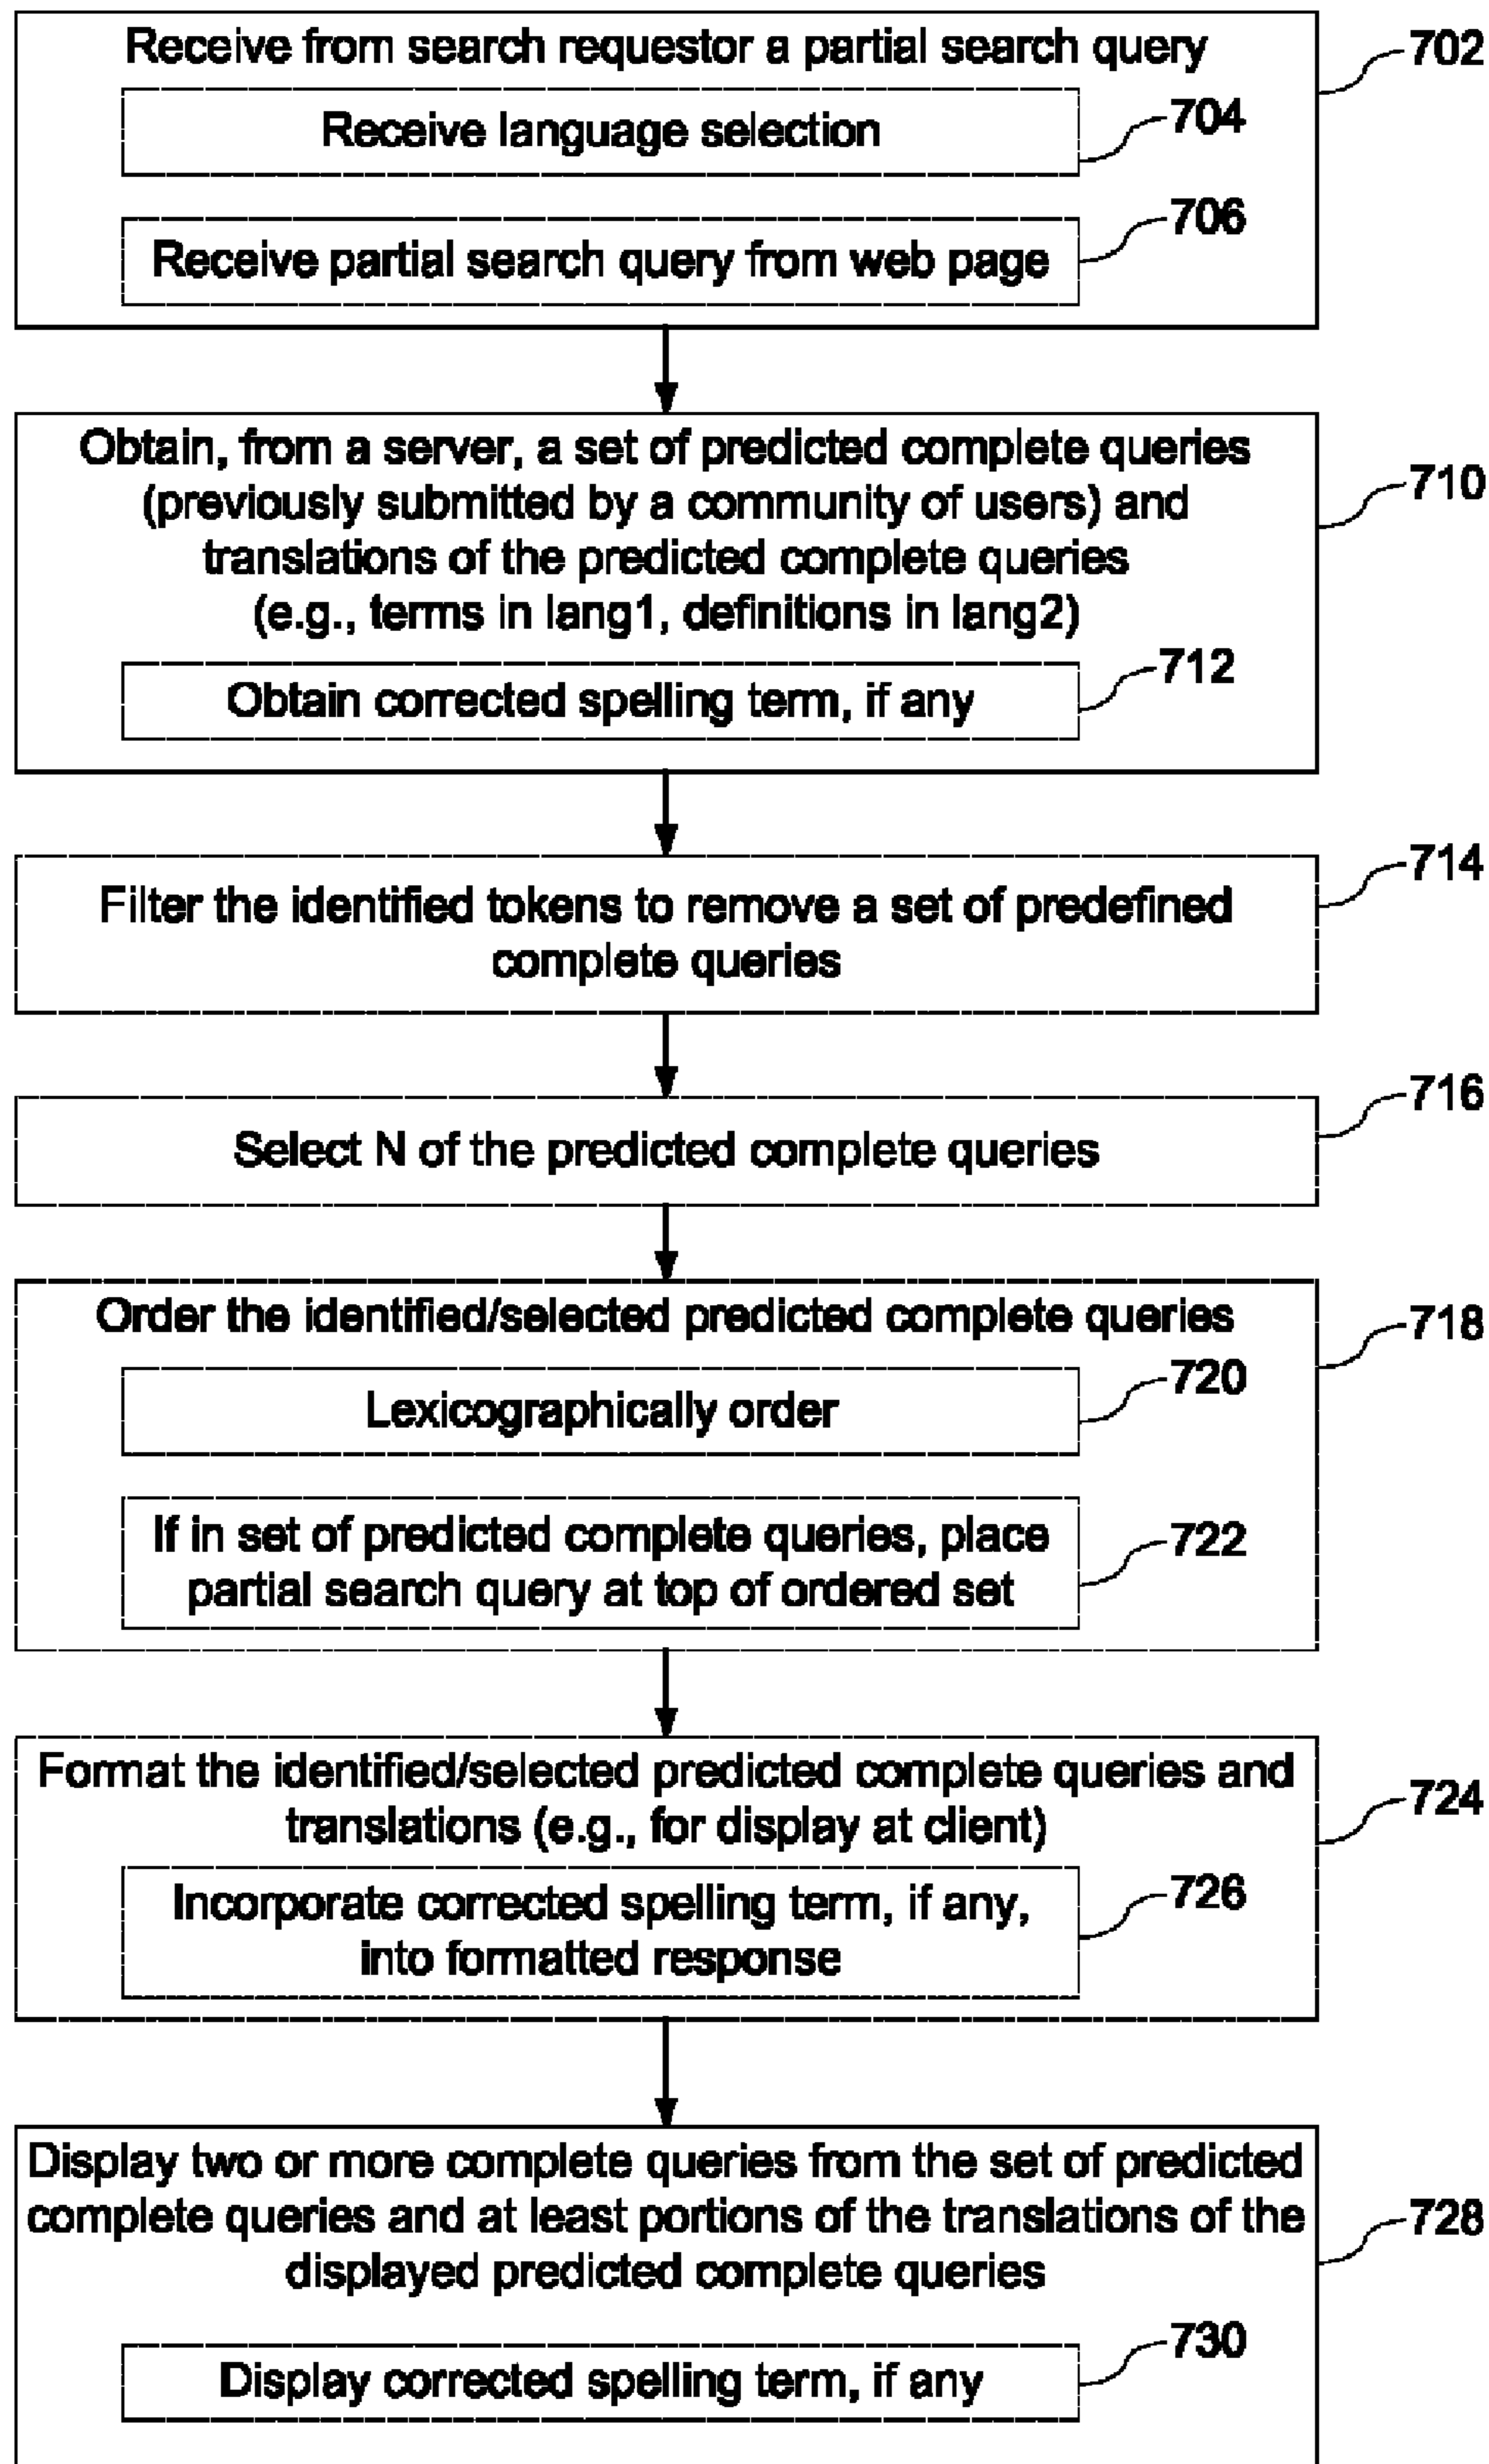 Receive from search requestor a partial search query
702
Receive language selection
704
Receive partial search query from web page
706
Obtain, from a server, a set of predicted complete queries
(previously submitted by a community of users) and
translations of the predicted complete queries
(e.g., terms in lang1, definitions in lang2)
710
Obtain corrected spelling term, if any
712
Filter the identified tokens to remove a set of predefined
complete queries
714
Select N of the predicted complete queries
716
Order the identified/selected predicted complete queries
718
Lexicographically order
720
If in set of predicted complete queries, place
partial search query at top of ordered set
722
Format the identified/selected predicted complete queries and
translations (e.g., for display at client)
724
Incorporate corrected spelling term, if any,
into formatted response
726
Display two or more complete queries from the set of predicted
complete queries and at least portions of the translations of the
displayed predicted complete queries
728
Display corrected spelling term, if any
730